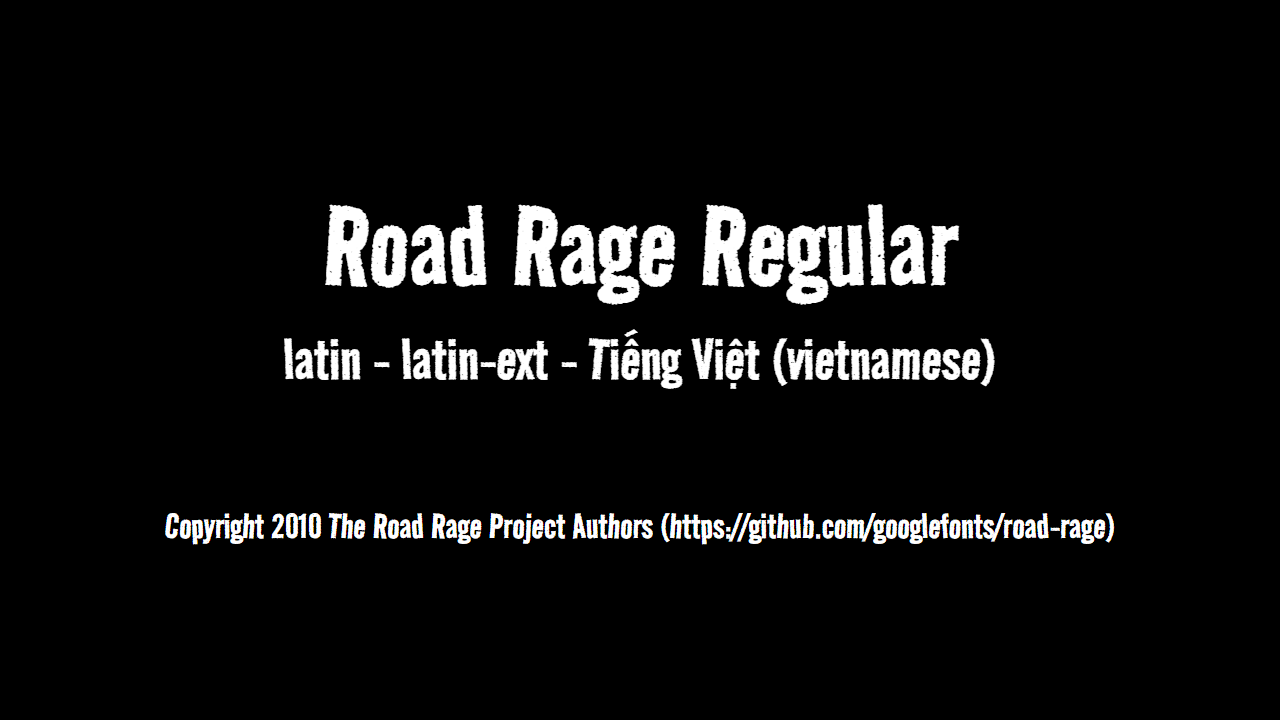 Road Rage Regular
latin - latin-ext - Tiếng Việt (vietnamese)
Copyright 2010 The Road Rage Project Authors (https://github.com/googlefonts/road-rage)